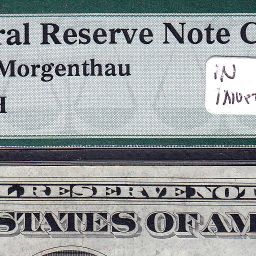 ral Reserve Note C
Morgenthau
H
IN
L RESERVE NOT
STATES OF AM